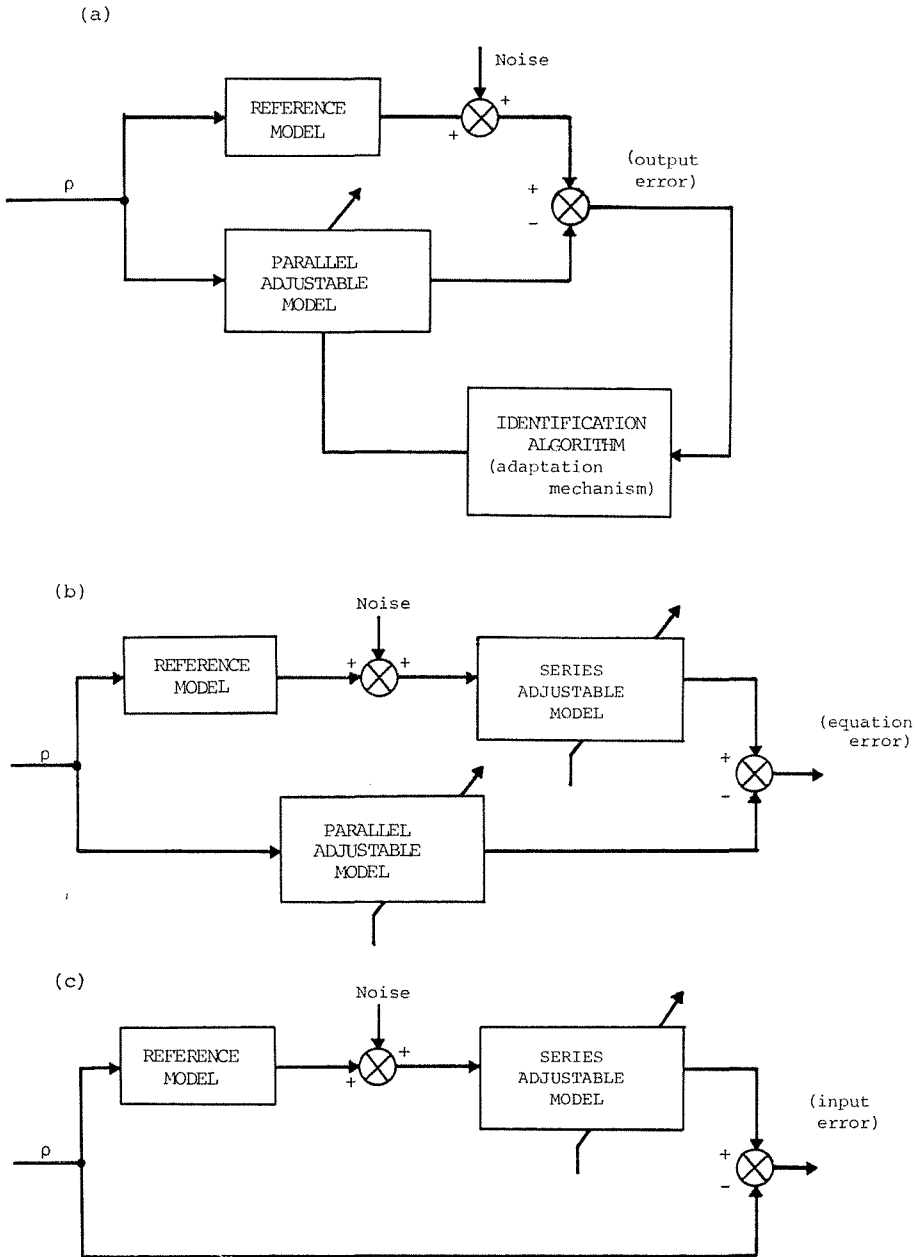 (a)
Noise
REFERENCE
MODEL
+
+
ρ
(output
error)
+
-
PARALLEL
ADJUSTABLE
MODEL
IDENTIFICATION
ALGORITHM
(adaptation
mechanism)
(b)
Noise
REFERENCE
MODEL
+
+
SERIES
ADJUSTABLE
MODEL
(equation
error)
ρ
+
-
PARALLEL
ADJUSTABLE
MODEL
(c)
Noise
REFERENCE
MODEL
+
+
SERIES
ADJUSTABLE
MODEL
(input
error)
ρ
+
-